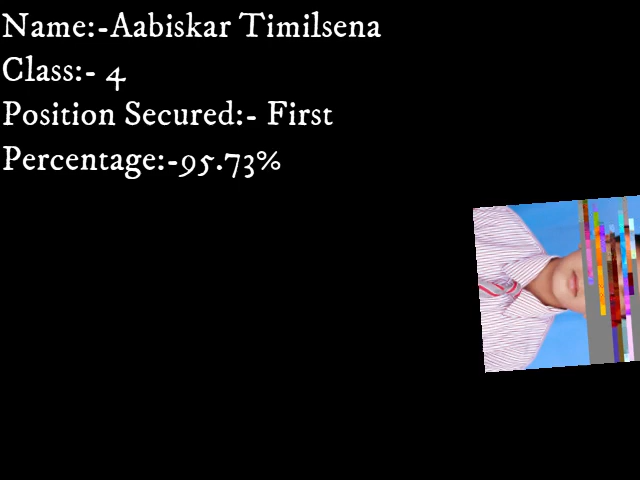 Name:-Aabiskar Timilsena
Class:- 4
Position Secured:- First
Percentage:-95.73%